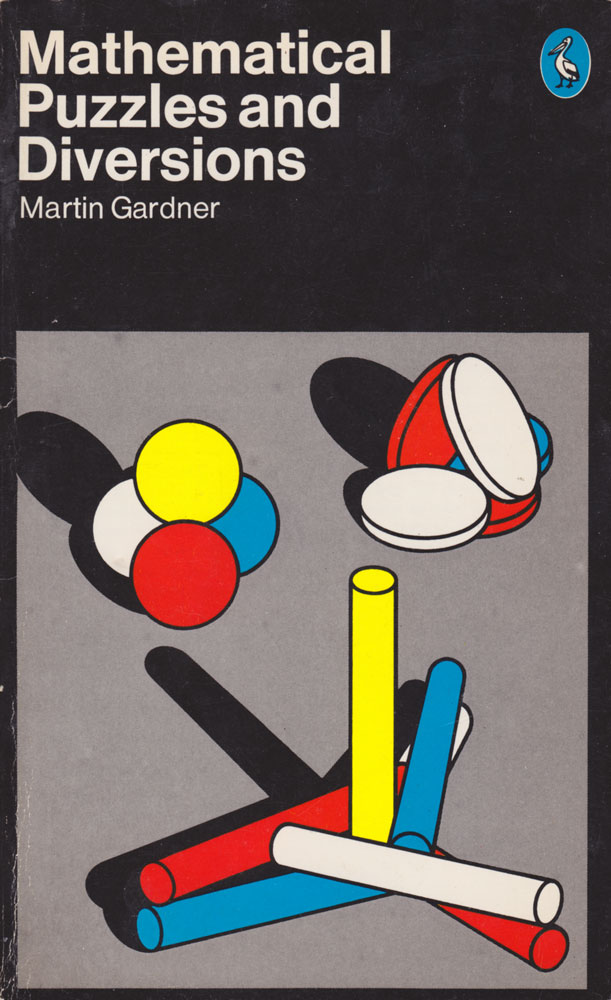 Mathematical
Puzzles and
Diversions
Martin Gardner